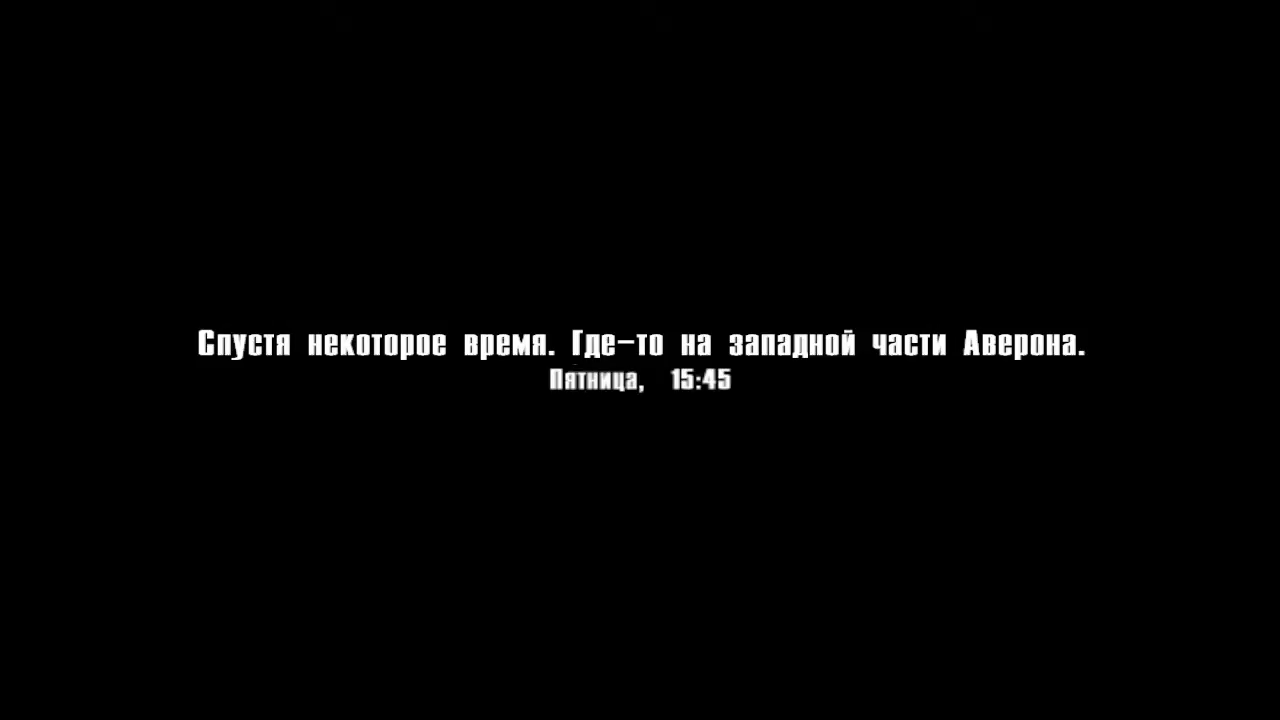 Спустя некоторое время. Где-то на западной части Аверона.
Пятница, 15:45